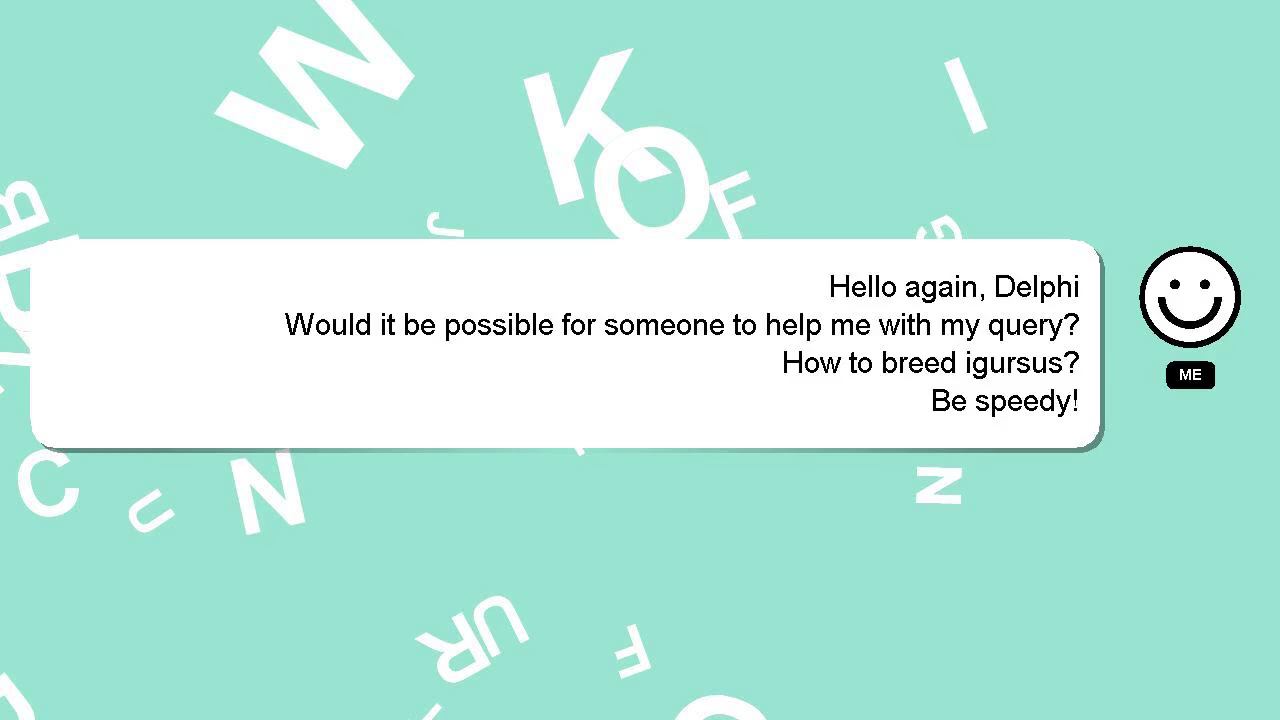 Hello again, Delphi
Would it be possible for someone to help me with my query?
How to breed igursus?
Be speedy!
ME